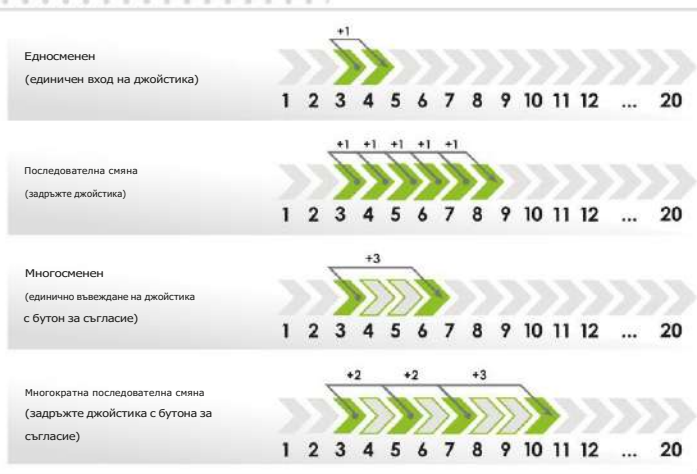 +1
Едносменен
(единичен вход на джойстика)
1 2 3 4 5 6 7 8 9 10 11 12 ... 20
+1 +1 +1 +1 +1
Последователна смяна
(задръжте джойстика)
1 2 3 4 5 6 7 8 9 10 11 12 ... 20
+3
Многосменен
(единично въвеждане на джойстика
с бутон за съгласие)
1 2 3 4 5 6 7 8 9 10 11 12 ... 20
+2 +2 +3
Многократна последователна смяна
(задръжте джойстика с бутона за
съгласие)
1 2 3 4 5 6 7 8 9 10 11 12 ... 20